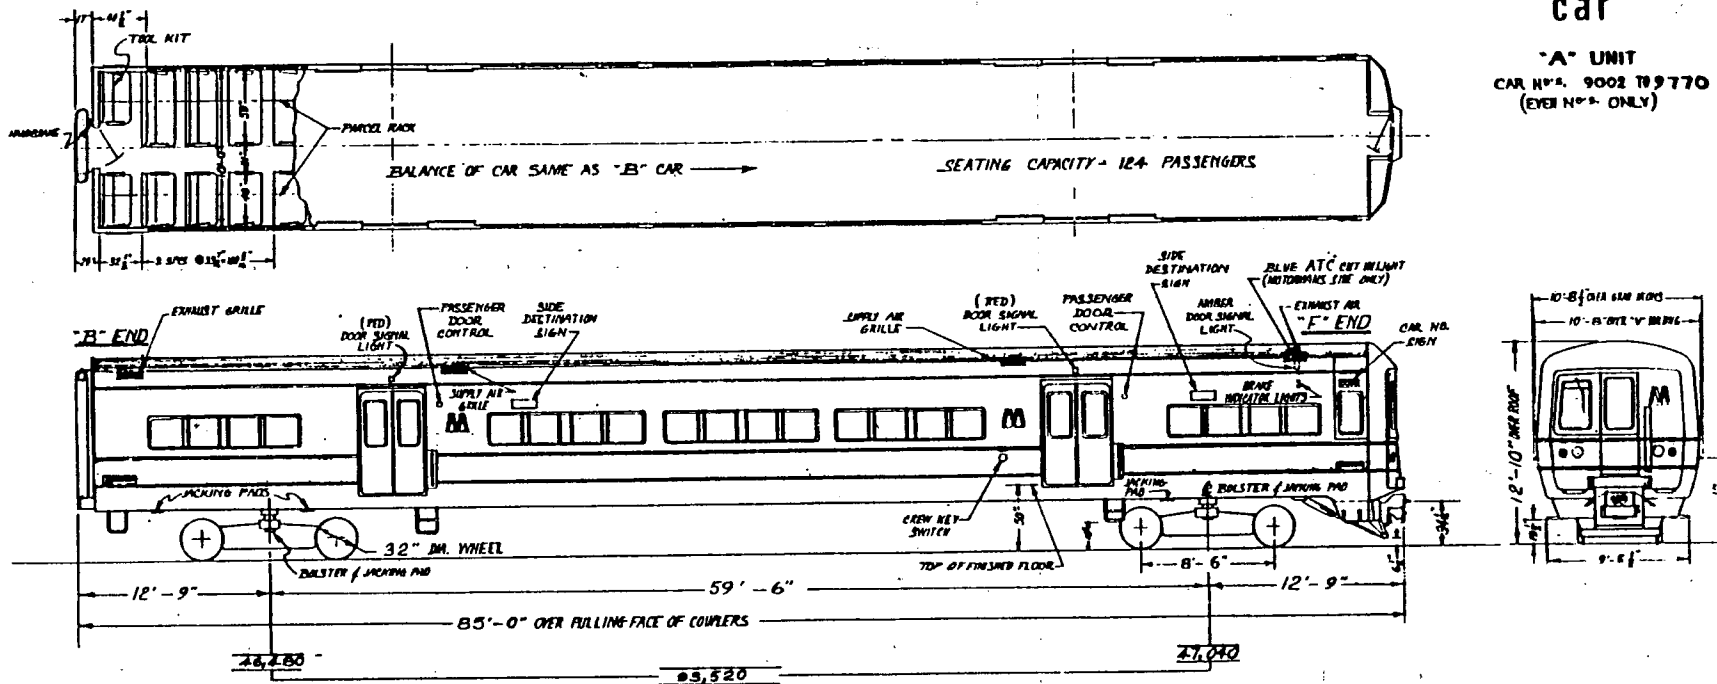 car
"A" UNIT
CAR Nos. 9002 TO 9770
(EVEN Nos. ONLY)
TOOL KIT
PARCEL RACK
BALANCE OF CAR SAME AS "B" CAR
SEATING CAPACITY - 124 PASSENGERS
"B" END
EXHAUST GRILLE
(RED)
DOOR SIGNAL
LIGHT
PASSENGER
DOOR
CONTROL
SIDE
DESTINATION
SIGN
SUPPLY AIR
GRILLE
SUPPLY AIR
GRILLE
(RED)
DOOR SIGNAL
LIGHT
PASSENGER
DOOR
CONTROL
SIDE
DESTINATION
SIGN
AMBER
DOOR SIGNAL
LIGHT
BLUE ATC CUT IN LIGHT
(MOTORMANS SIDE ONLY)
EXHAUST AIR
"F" END
CAR NO.
SIGN
BRAKE
INDICATOR LIGHTS
JACKING PADS
32" DIA. WHEEL
BOLSTER & JACKING PAD
CREW KEY
SWITCH
50"
TOP OF FINISHED FLOOR
JACKING
PAD
BOLSTER & JACKING PAD
8'-6"
12'-9"
59'-6"
12'-9"
85'-0" OVER PULLING FACE OF COUPLERS
46,480
47,040
93,520
12'-10" OVER ROOF